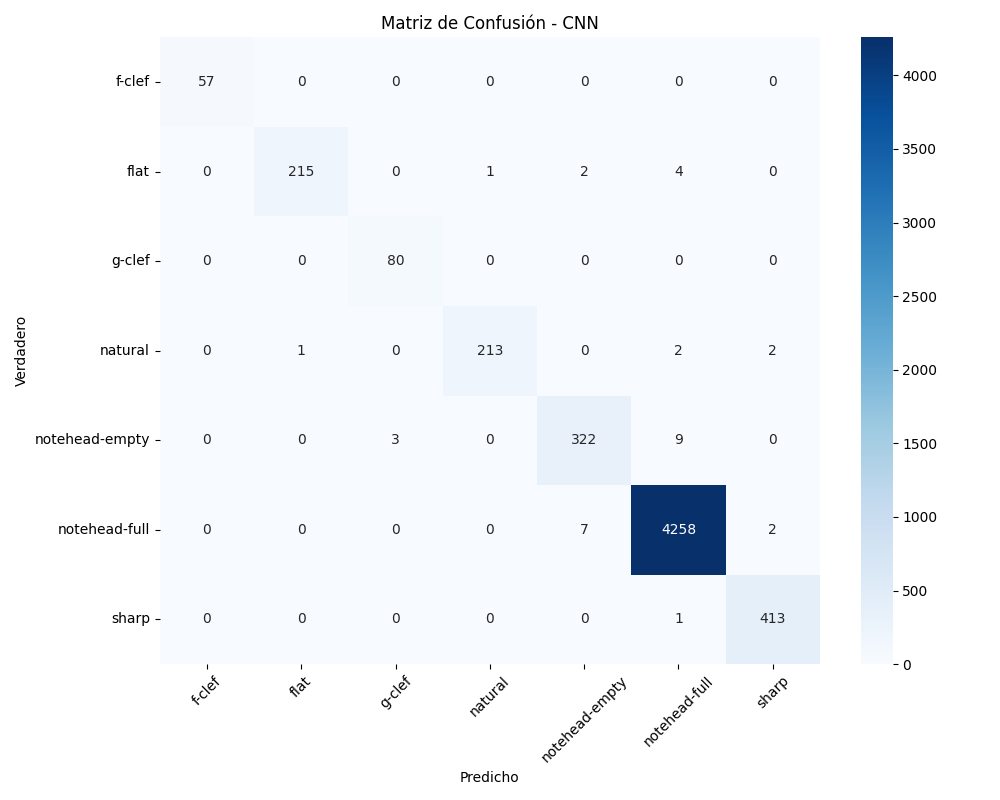 Matriz de Confusión - CNN
Verdadero
f-clef 57 0 0 0 0 0 0
flat 0 215 0 1 2 4 0
g-clef 0 0 80 0 0 0 0
natural 0 1 0 213 0 2 2
notehead-empty 0 0 3 0 322 9 0
notehead-full 0 0 0 0 7 4258 2
sharp 0 0 0 0 0 1 413
f-clef flat g-clef natural notehead-empty notehead-full sharp
Predicho
4000
3500
3000
2500
2000
1500
1000
500
0